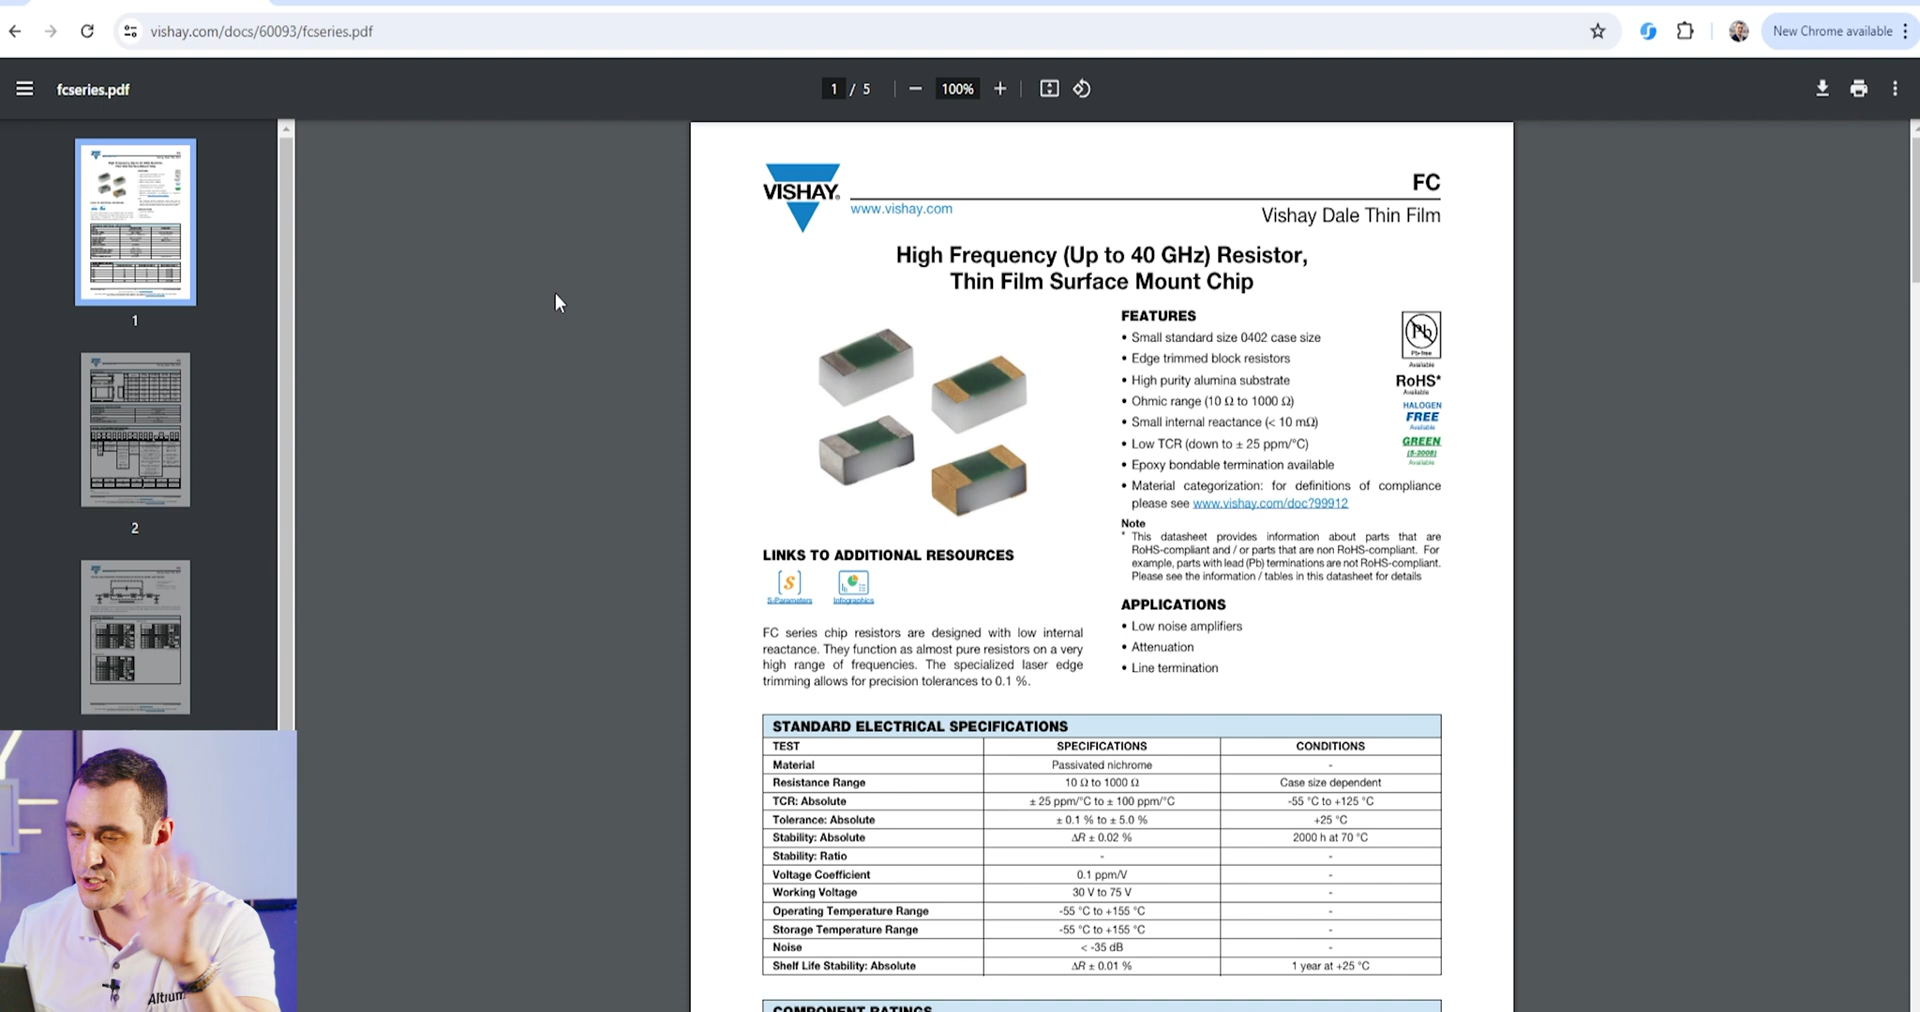 vishay.com/docs/60093/fcseries.pdf
New Chrome available
fcseries.pdf
1 / 5
100%
1
2
VISHAY®
www.vishay.com
FC
Vishay Dale Thin Film
High Frequency (Up to 40 GHz) Resistor,
Thin Film Surface Mount Chip
FEATURES
• Small standard size 0402 case size
• Edge trimmed block resistors
• High purity alumina substrate
• Ohmic range (10 Ω to 1000 Ω)
• Small internal reactance (< 10 mΩ)
• Low TCR (down to ± 25 ppm/°C)
• Epoxy bondable termination available
• Material categorization: for definitions of compliance
please see www.vishay.com/doc?99912
Pb
Pb-free
Available
RoHS*
Available
HALOGEN
FREE
Available
GREEN
(5-2008)
Available
Note
* This datasheet provides information about parts that are
RoHS-compliant and / or parts that are non RoHS-compliant. For
example, parts with lead (Pb) terminations are not RoHS-compliant.
Please see the information / tables in this datasheet for details
LINKS TO ADDITIONAL RESOURCES
S
S-Parameters
Infographics
FC series chip resistors are designed with low internal
reactance. They function as almost pure resistors on a very
high range of frequencies. The specialized laser edge
trimming allows for precision tolerances to 0.1 %.
APPLICATIONS
• Low noise amplifiers
• Attenuation
• Line termination
STANDARD ELECTRICAL SPECIFICATIONS
TEST SPECIFICATIONS CONDITIONS
Material Passivated nichrome -
Resistance Range 10 Ω to 1000 Ω Case size dependent
TCR: Absolute ± 25 ppm/°C to ± 100 ppm/°C -55 °C to +125 °C
Tolerance: Absolute ± 0.1 % to ± 5.0 % +25 °C
Stability: Absolute ΔR ± 0.02 % 2000 h at 70 °C
Stability: Ratio - -
Voltage Coefficient 0.1 ppm/V -
Working Voltage 30 V to 75 V -
Operating Temperature Range -55 °C to +155 °C -
Storage Temperature Range -55 °C to +155 °C -
Noise < -35 dB -
Shelf Life Stability: Absolute ΔR ± 0.01 % 1 year at +25 °C
COMPONENT RATINGS
Altium